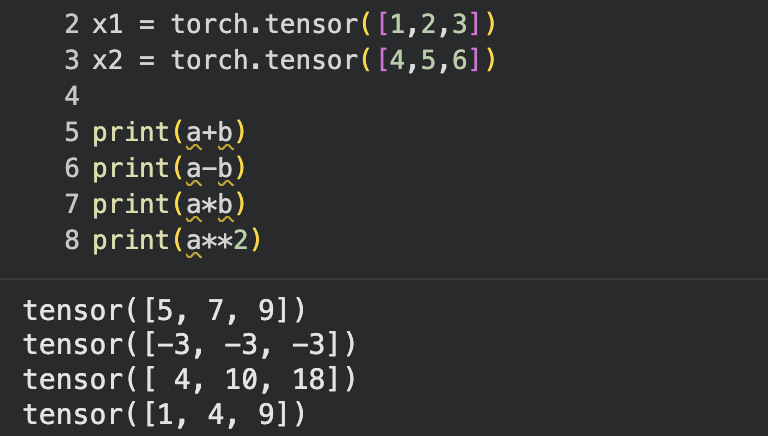 2 x1 = torch.tensor([1,2,3])
3 x2 = torch.tensor([4,5,6])
4
5 print(a+b)
6 print(a-b)
7 print(a*b)
8 print(a**2)
tensor([5, 7, 9])
tensor([-3, -3, -3])
tensor([ 4, 10, 18])
tensor([1, 4, 9])